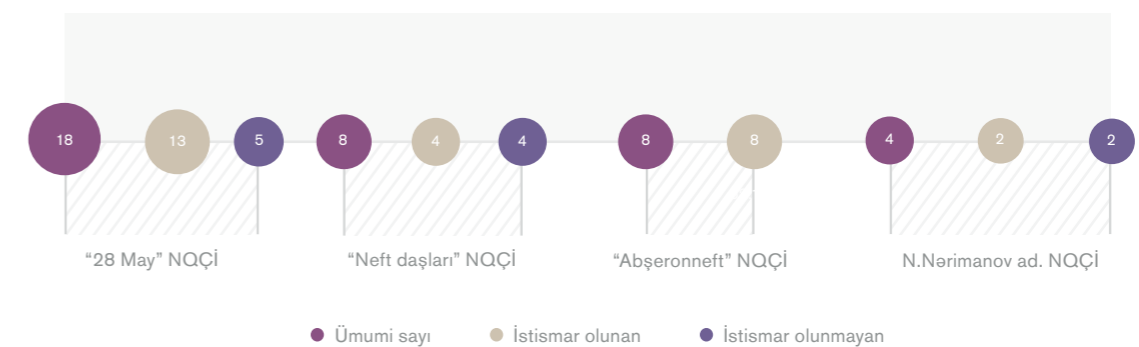 18 13 5 8 4 4 8 8 4 2 2
“28 May” NQÇİ “Neft daşları” NQÇİ “Abşeronneft” NQÇİ N.Nərimanov ad. NQÇİ
Ümumi sayı İstismar olunan İstismar olunmayan